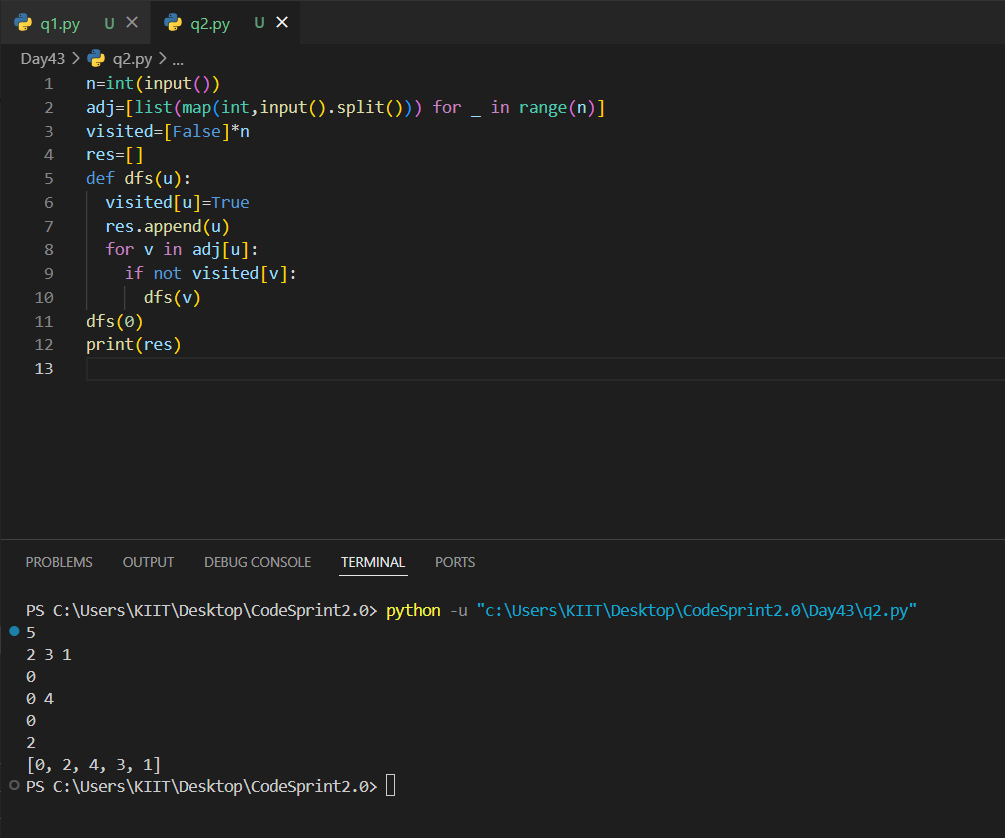 q1.py U × q2.py U ×
Day43 > q2.py > ...
1 n=int(input())
2 adj=[list(map(int,input().split())) for _ in range(n)]
3 visited=[False]*n
4 res=[]
5 def dfs(u):
6   visited[u]=True
7   res.append(u)
8   for v in adj[u]:
9     if not visited[v]:
10       dfs(v)
11 dfs(0)
12 print(res)
13
PROBLEMS OUTPUT DEBUG CONSOLE TERMINAL PORTS
PS C:\Users\KIIT\Desktop\CodeSprint2.0> python -u "c:\Users\KIIT\Desktop\CodeSprint2.0\Day43\q2.py"
5
2 3 1
0
0 4
0
2
[0, 2, 4, 3, 1]
PS C:\Users\KIIT\Desktop\CodeSprint2.0>